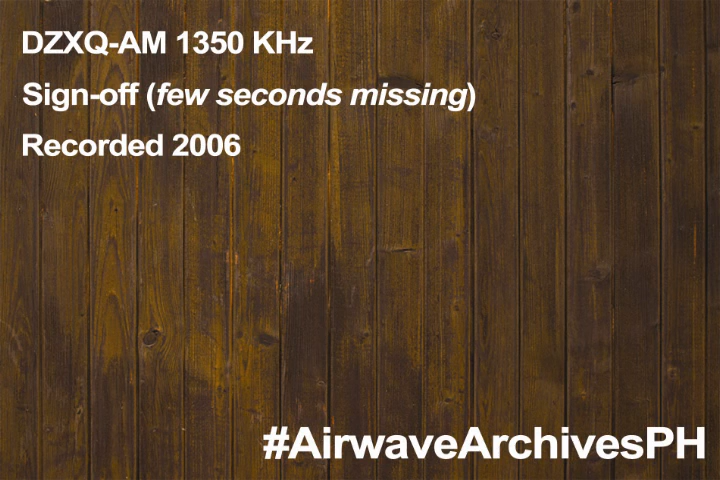 DZXQ-AM 1350 KHz
Sign-off (few seconds missing)
Recorded 2006
#AirwaveArchivesPH